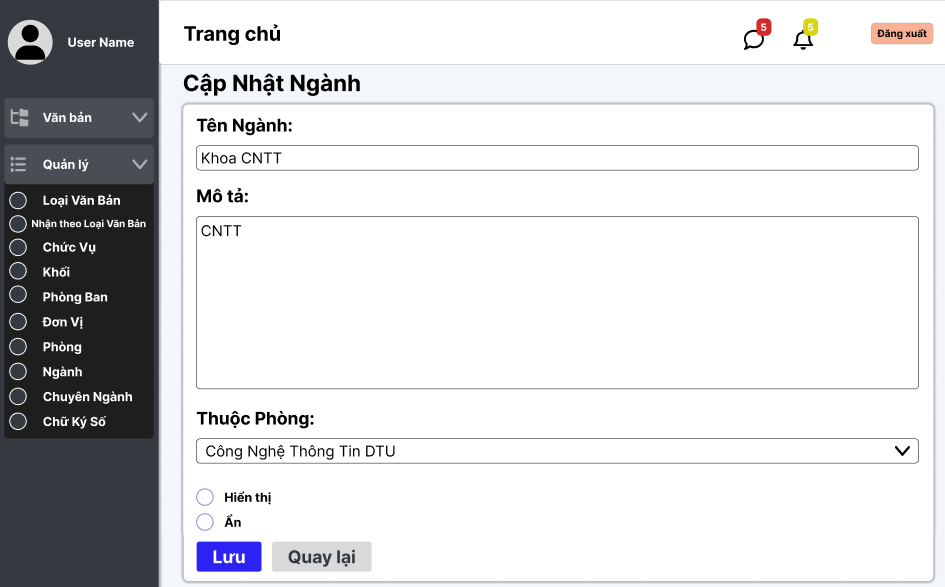 User Name
Văn bản
Quản lý
Loại Văn Bản
Nhận theo Loại Văn Bản
Chức Vụ
Khối
Phòng Ban
Đơn Vị
Phòng
Ngành
Chuyên Ngành
Chữ Ký Số
Trang chủ
5
5
Đăng xuất
Cập Nhật Ngành
Tên Ngành:
Khoa CNTT
Mô tả:
CNTT
Thuộc Phòng:
Công Nghệ Thông Tin DTU
Hiển thị
Ẩn
Lưu
Quay lại